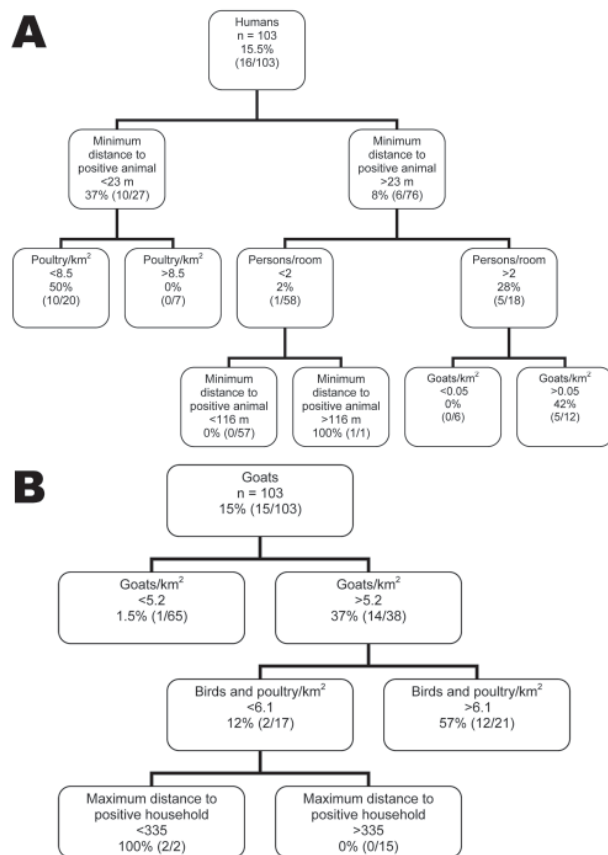 A
Humans
n = 103
15.5%
(16/103)
Minimum
distance to
positive animal
<23 m
37% (10/27)
Minimum
distance to
positive animal
>23 m
8% (6/76)
Poultry/km²
<8.5
50%
(10/20)
Poultry/km²
>8.5
0%
(0/7)
Persons/room
<2
2%
(1/58)
Persons/room
>2
28%
(5/18)
Minimum
distance to
positive animal
<116 m
0% (0/57)
Minimum
distance to
positive animal
>116 m
100% (1/1)
Goats/km²
<0.05
0%
(0/6)
Goats/km²
>0.05
42%
(5/12)
B
Goats
n = 103
15% (15/103)
Goats/km²
<5.2
1.5% (1/65)
Goats/km²
>5.2
37% (14/38)
Birds and poultry/km²
<6.1
12% (2/17)
Birds and poultry/km²
>6.1
57% (12/21)
Maximum distance to
positive household
<335
100% (2/2)
Maximum distance to
positive household
>335
0% (0/15)